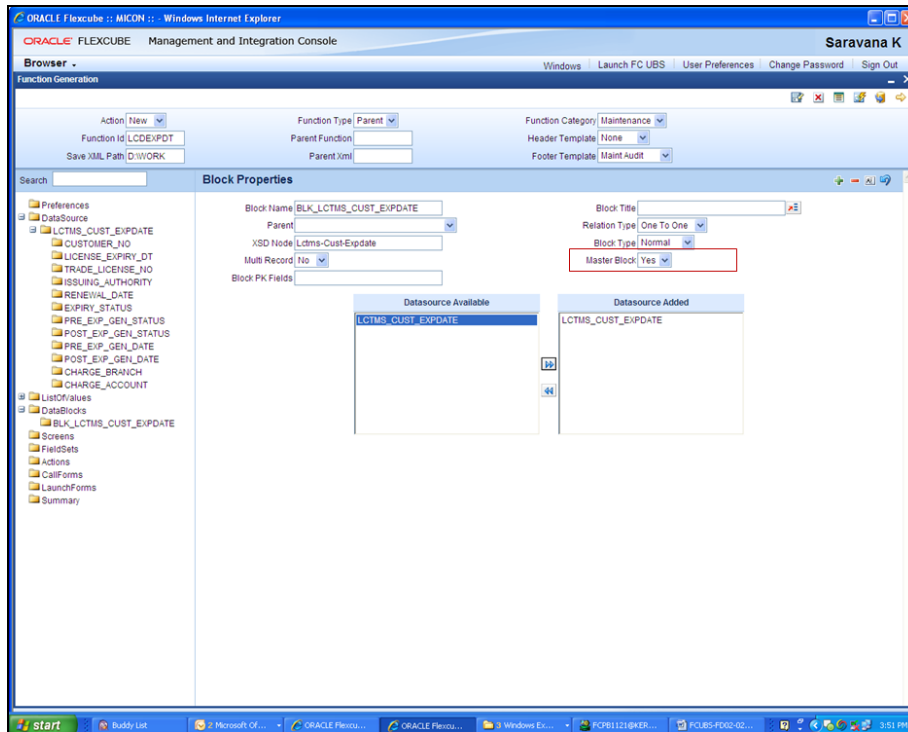 ORACLE Flexcube :: MICON :: - Windows Internet Explorer
ORACLE FLEXCUBE Management and Integration Console
Saravana K
Browser
Windows Launch FC UBS User Preferences Change Password Sign Out
Function Generation
Action New Function Type Parent Function Category Maintenance
Function Id LCDEXPDT Parent Function Header Template None
Save XML Path D:\WORK Parent Xml Footer Template Maint Audit
Search
Block Properties
Preferences
DataSource
LCTMS_CUST_EXPDATE
CUSTOMER_NO
LICENSE_EXPIRY_DT
TRADE_LICENSE_NO
ISSUING_AUTHORITY
RENEWAL_DATE
EXPIRY_STATUS
PRE_EXP_GEN_STATUS
POST_EXP_GEN_STATUS
PRE_EXP_GEN_DATE
POST_EXP_GEN_DATE
CHARGE_BRANCH
CHARGE_ACCOUNT
ListOfValues
DataBlocks
BLK_LCTMS_CUST_EXPDATE
Screens
FieldSets
Actions
CallForms
LaunchForms
Summary
Block Name BLK_LCTMS_CUST_EXPDATE Block Title
Parent Relation Type One To One
XSD Node Lctms-Cust-Expdate Block Type Normal
Multi Record No Master Block Yes
Block PK Fields
Datasource Available Datasource Added
LCTMS_CUST_EXPDATE LCTMS_CUST_EXPDATE
start Buddy List 2 Microsoft Of... ORACLE Flexcu... ORACLE Flexcu... 3 Windows Ex... FCPB1121@KER... FCUBS-FD02-02... 3:51 PM